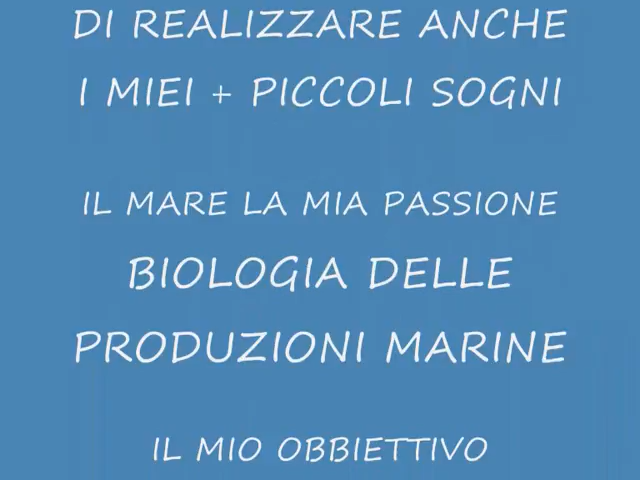 DI REALIZZARE ANCHE
I MIEI + PICCOLI SOGNI
IL MARE LA MIA PASSIONE
BIOLOGIA DELLE
PRODUZIONI MARINE
IL MIO OBBIETTIVO